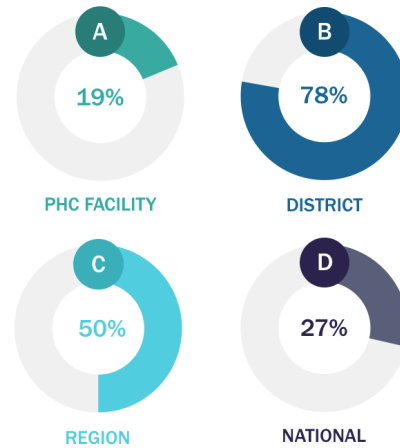 A
19%
PHC FACILITY
B
78%
DISTRICT
C
50%
REGION
D
27%
NATIONAL